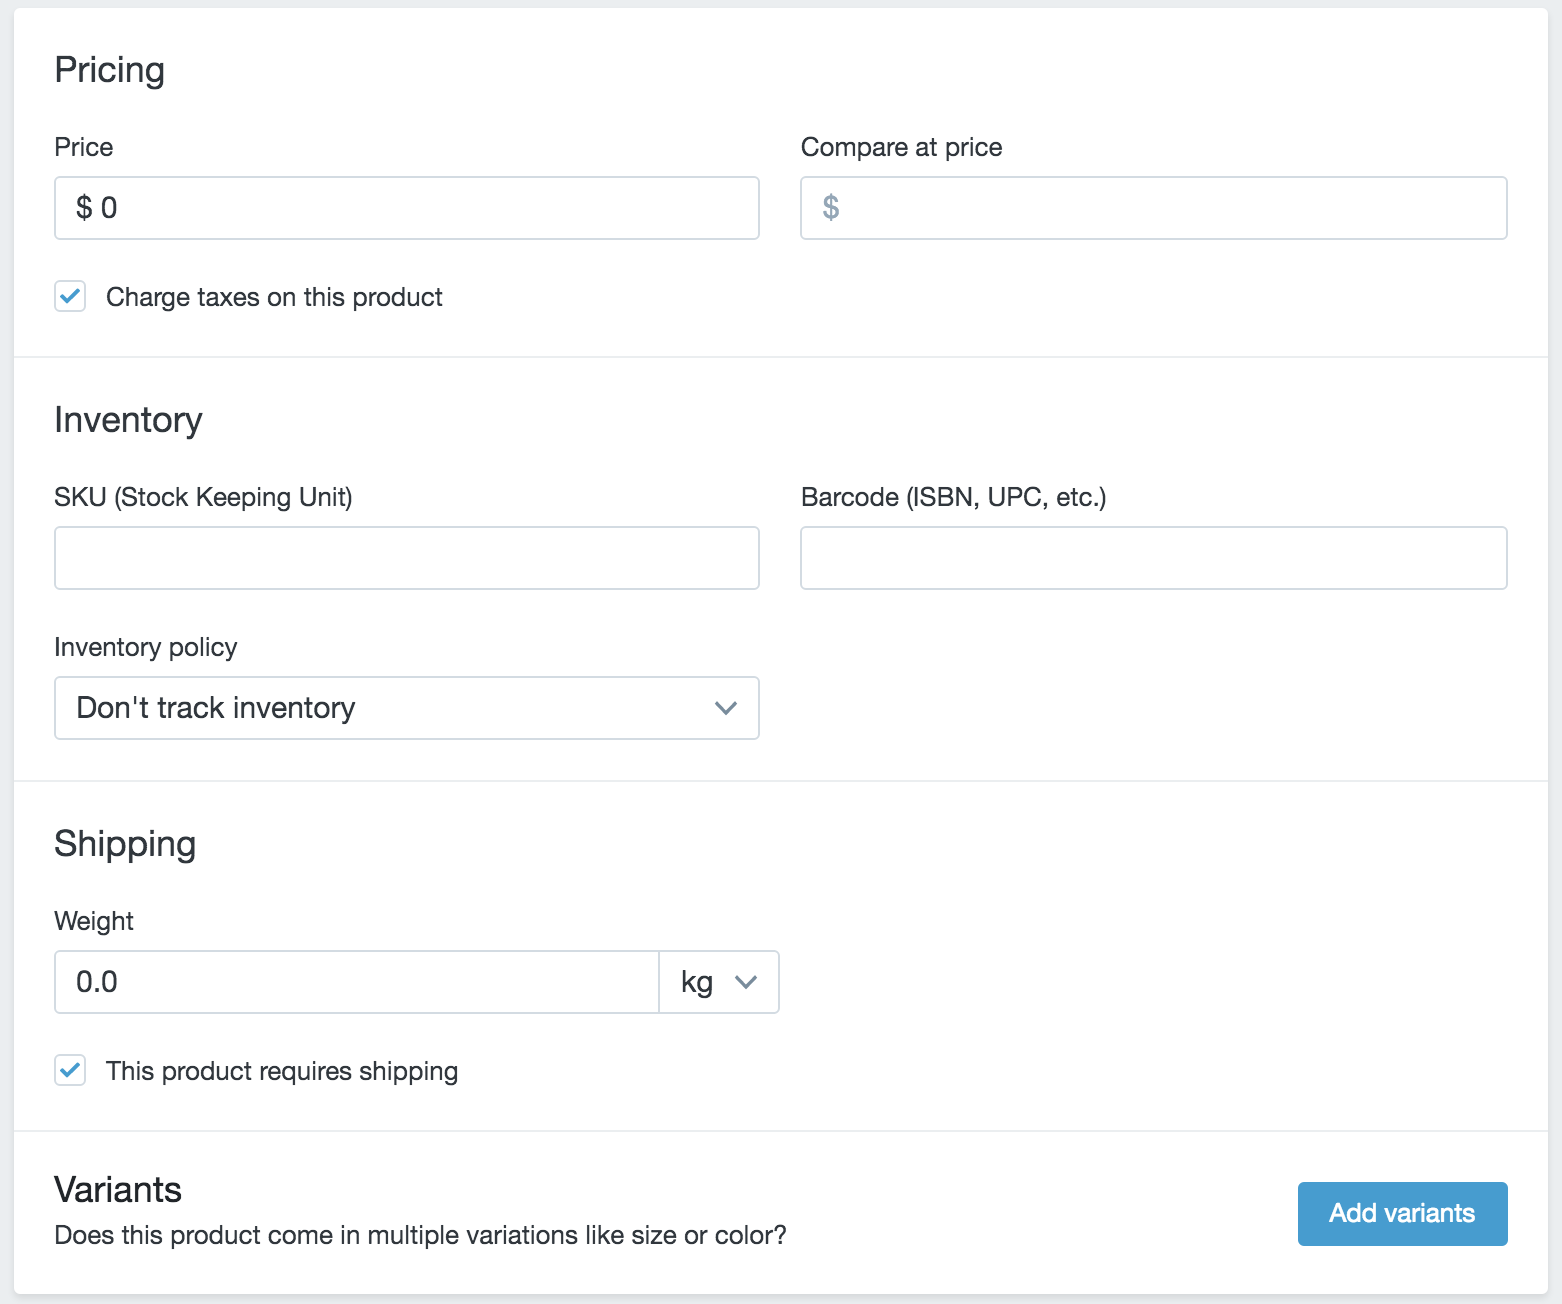 Pricing
Price
Compare at price
$ 0
$
Charge taxes on this product
Inventory
SKU (Stock Keeping Unit)
Barcode (ISBN, UPC, etc.)
Inventory policy
Don't track inventory
Shipping
Weight
0.0
kg
This product requires shipping
Variants
Does this product come in multiple variations like size or color?
Add variants